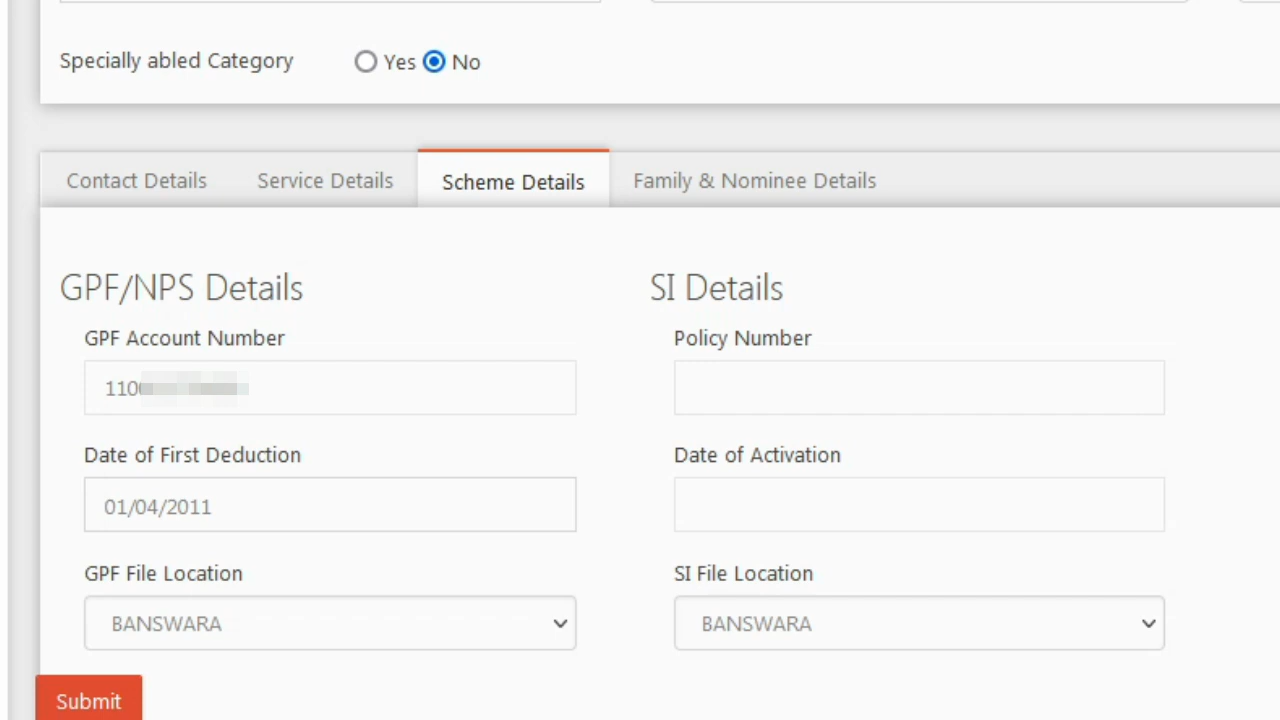 Specially abled Category Yes No
Contact Details Service Details Scheme Details Family & Nominee Details
GPF/NPS Details SI Details
GPF Account Number Policy Number
Date of First Deduction Date of Activation
01/04/2011
GPF File Location SI File Location
BANSWARA BANSWARA
Submit